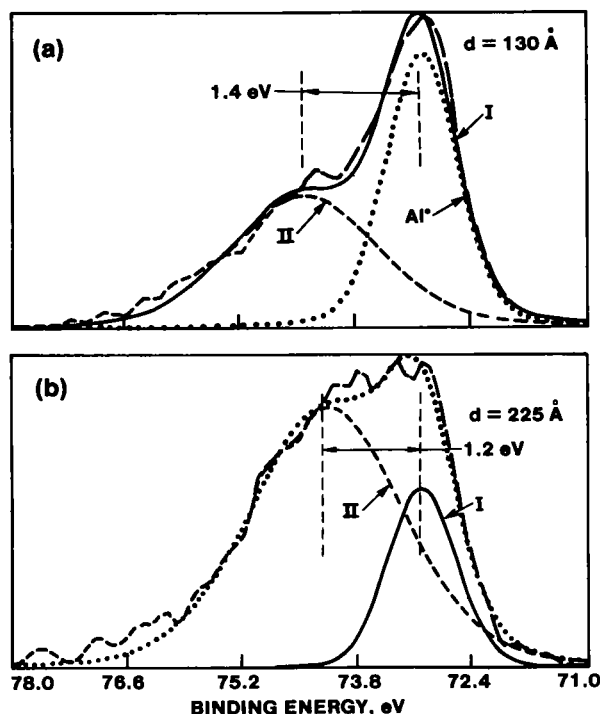 (a)
d = 130 Å
1.4 eV
I
Al°
II
(b)
d = 225 Å
1.2 eV
II
I
78.0 76.6 75.2 73.8 72.4 71.0
BINDING ENERGY, eV